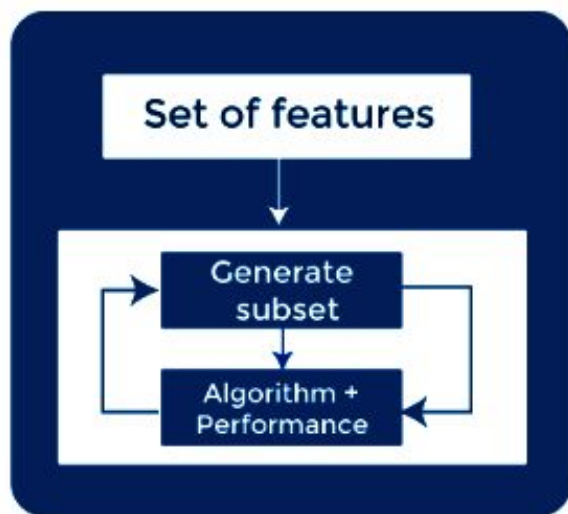 Set of features
Generate
subset
Algorithm +
Performance